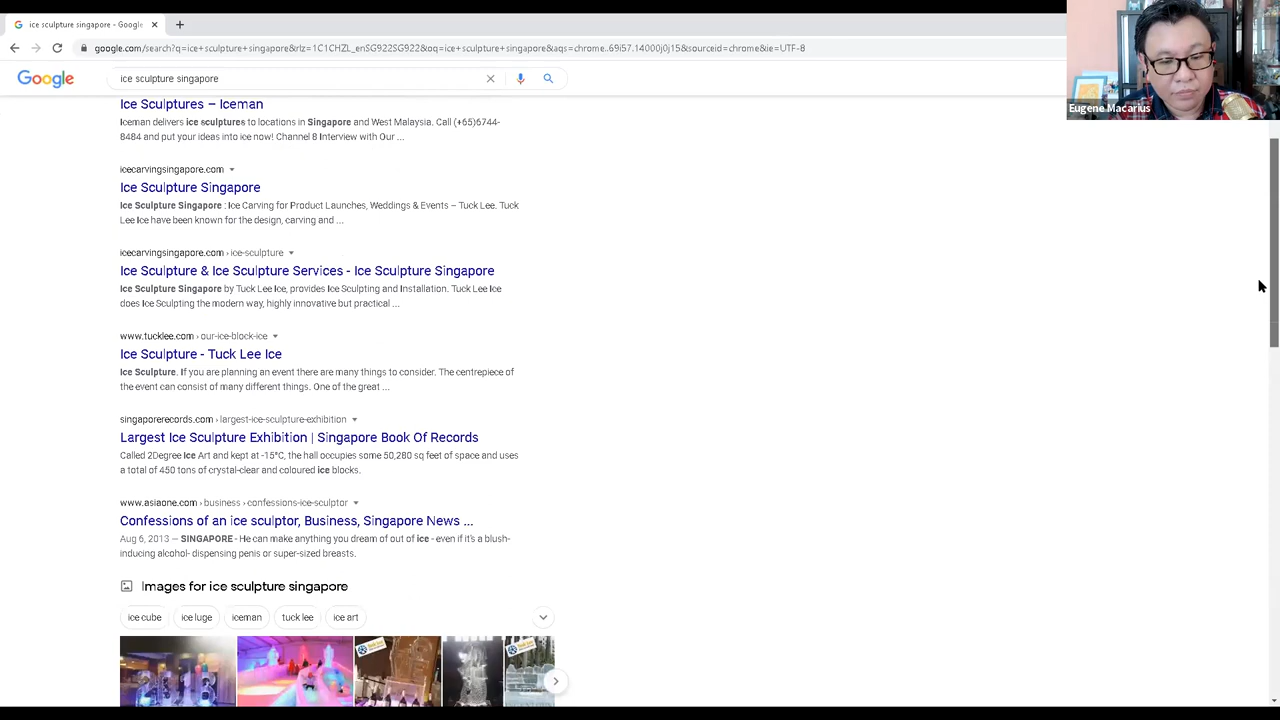 ice sculpture singapore - Google
google.com/search?q=ice+sculpture+singapore&rlz=1C1CHZL_enSG922SG922&oq=ice+sculpture+singapore&aqs=chrome..69i57.14000j0j15&sourceid=chrome&ie=UTF-8
Eugene Macarius
Google
ice sculpture singapore
Ice Sculptures – Iceman
Iceman delivers ice sculptures to locations in Singapore and West Malaysia. Call (+65)6744-
8484 and put your ideas into ice now! Channel 8 Interview with Our ...
icecarvingsingapore.com
Ice Sculpture Singapore
Ice Sculpture Singapore : Ice Carving for Product Launches, Weddings & Events – Tuck Lee. Tuck
Lee Ice have been known for the design, carving and ...
icecarvingsingapore.com › ice-sculpture
Ice Sculpture & Ice Sculpture Services - Ice Sculpture Singapore
Ice Sculpture Singapore by Tuck Lee Ice, provides Ice Sculpting and Installation. Tuck Lee Ice
does Ice Sculpting the modern way, highly innovative but practical ...
www.tucklee.com › our-ice-block-ice
Ice Sculpture - Tuck Lee Ice
Ice Sculpture. If you are planning an event there are many things to consider. The centrepiece of
the event can consist of many different things. One of the great ...
singaporerecords.com › largest-ice-sculpture-exhibition
Largest Ice Sculpture Exhibition | Singapore Book Of Records
Called 2Degree Ice Art and kept at -15°C, the hall occupies some 50,280 sq feet of space and uses
a total of 450 tons of crystal-clear and coloured ice blocks.
www.asiaone.com › business › confessions-ice-sculptor
Confessions of an ice sculptor, Business, Singapore News ...
Aug 6, 2013 — SINGAPORE - He can make anything you dream of out of ice - even if it's a blush-
inducing alcohol- dispensing penis or super-sized breasts.
Images for ice sculpture singapore
ice cube
ice luge
iceman
tuck lee
ice art